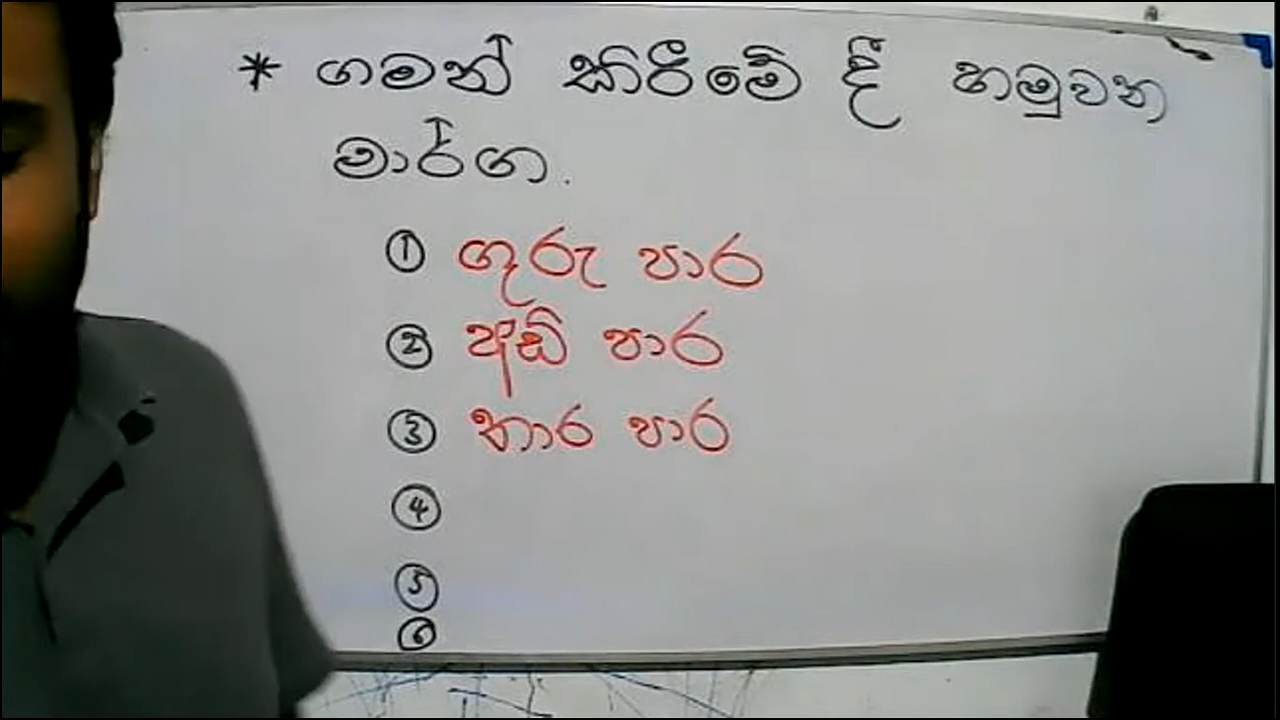 * ගමන් කිරීමේ දී හමුවන
මාර්ග.
① ගුරු පාර
② අඩි පාර
③ තාර පාර
④
⑤
⑥